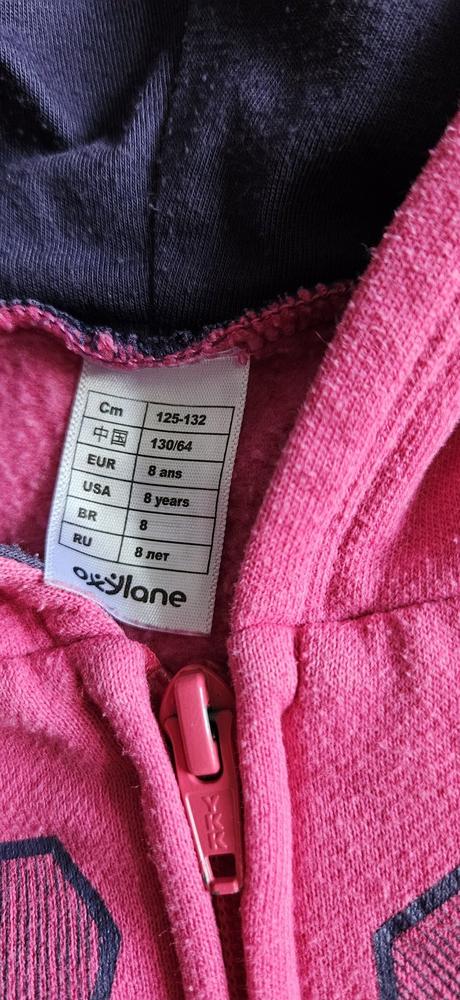 Cm 125-132
中国 130/64
EUR 8 ans
USA 8 years
BR 8
RU 8 лет
oxylane
YKK